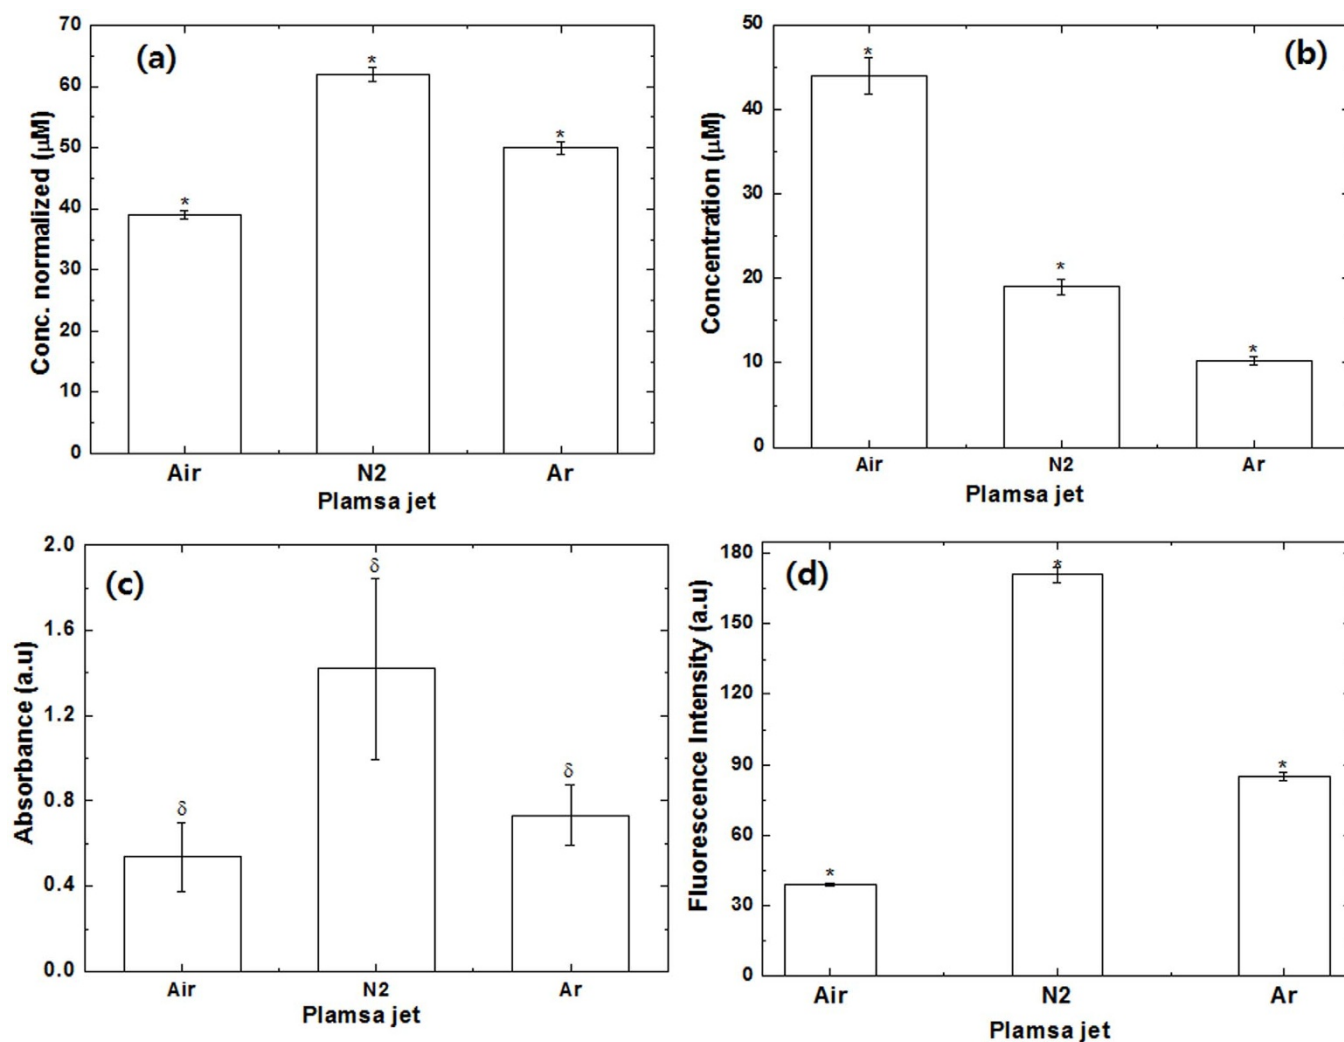 (a)
Conc. normalized (μM)
70
60
50
40
30
20
10
0
*
*
*
Air N2 Ar
Plamsa jet
(b)
Concentration (μM)
50
40
30
20
10
0
*
*
*
Air N2 Ar
Plamsa jet
(c)
Absorbance (a.u)
2.0
1.6
1.2
0.8
0.4
0.0
δ
δ
δ
Air N2 Ar
Plamsa jet
(d)
Fluorescence Intensity (a.u)
180
150
120
90
60
30
0
*
*
*
Air N2 Ar
Plamsa jet